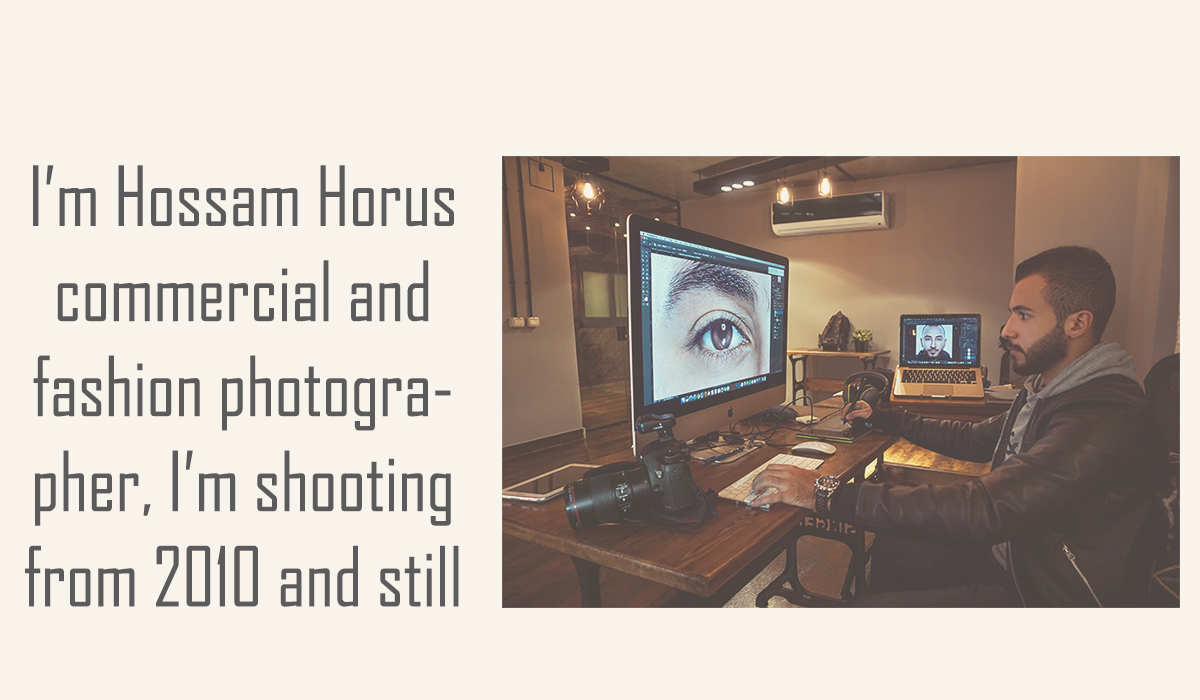 I'm Hossam Horus
commercial and
fashion photogra-
pher, I'm shooting
from 2010 and still